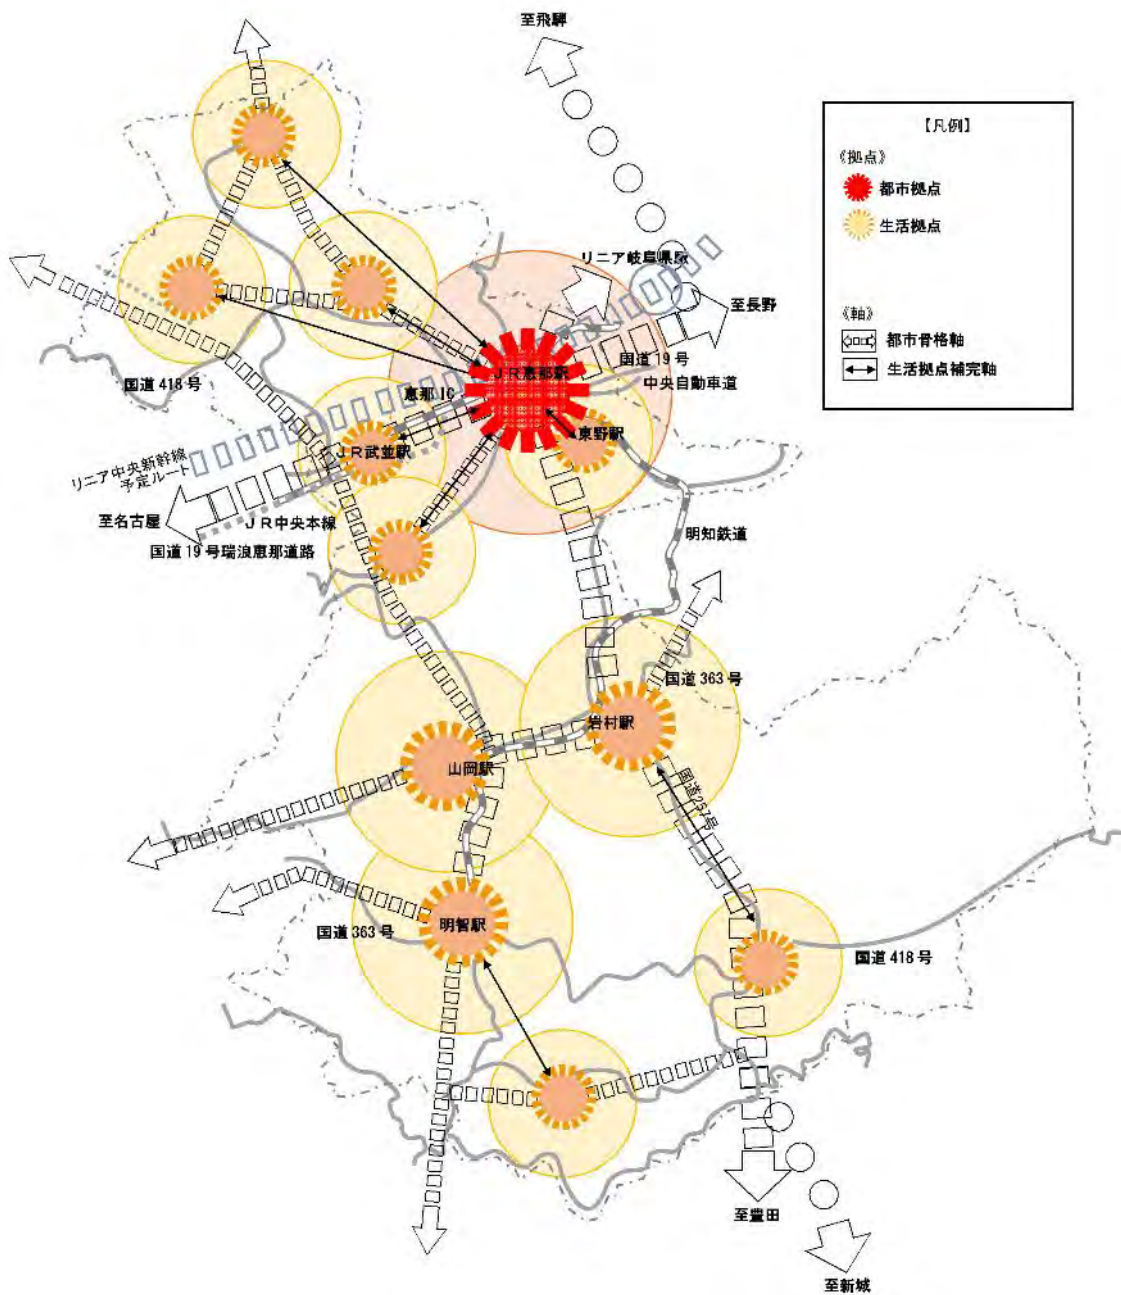 至飛騨
【凡例】
《拠点》
都市拠点
生活拠点
《軸》
都市骨格軸
生活拠点補完軸
リニア岐阜県駅
至長野
国道19号
中央自動車道
JR恵那駅
恵那IC
国道418号
東野駅
JR武並駅
リニア中央新幹線
予定ルート
至名古屋
JR中央本線
国道19号瑞浪恵那道路
明知鉄道
国道363号
岩村駅
山岡駅
国道257号
明智駅
国道363号
国道418号
至豊田
至新城